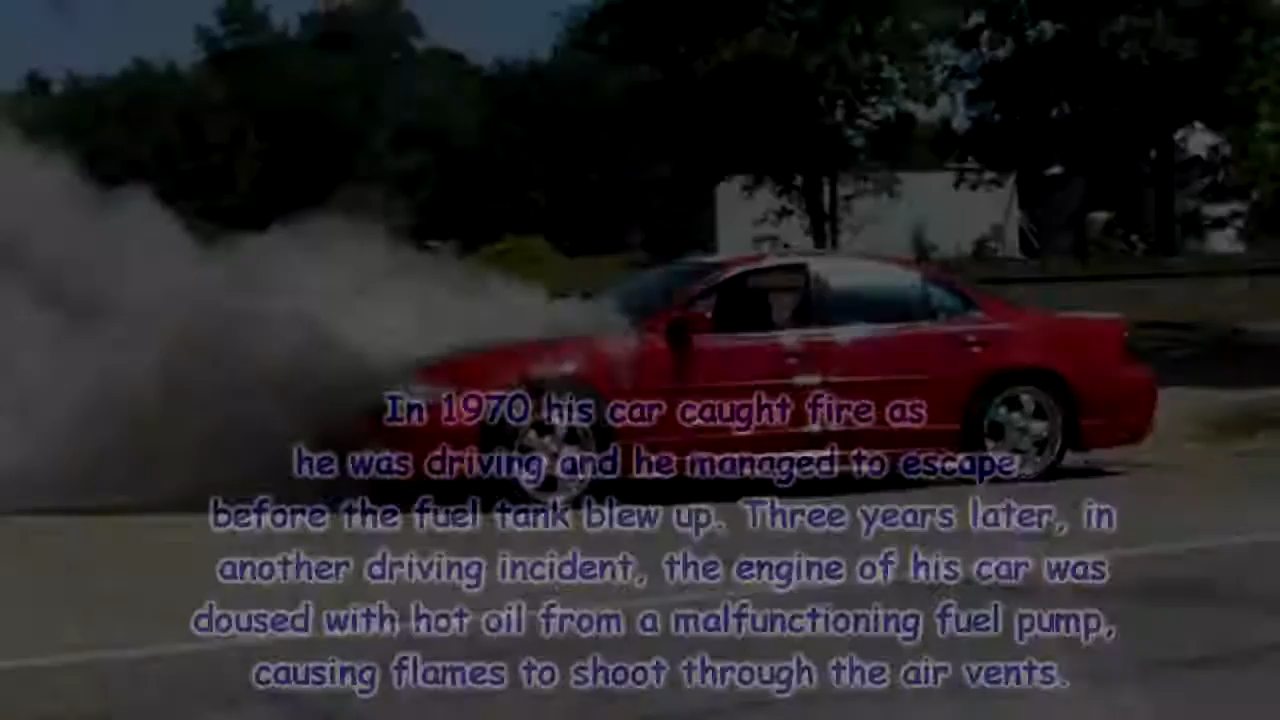 In 1970 his car caught fire as
he was driving and he managed to escape
before the fuel tank blew up. Three years later, in
another driving incident, the engine of his car was
doused with hot oil from a malfunctioning fuel pump,
causing flames to shoot through the air vents.